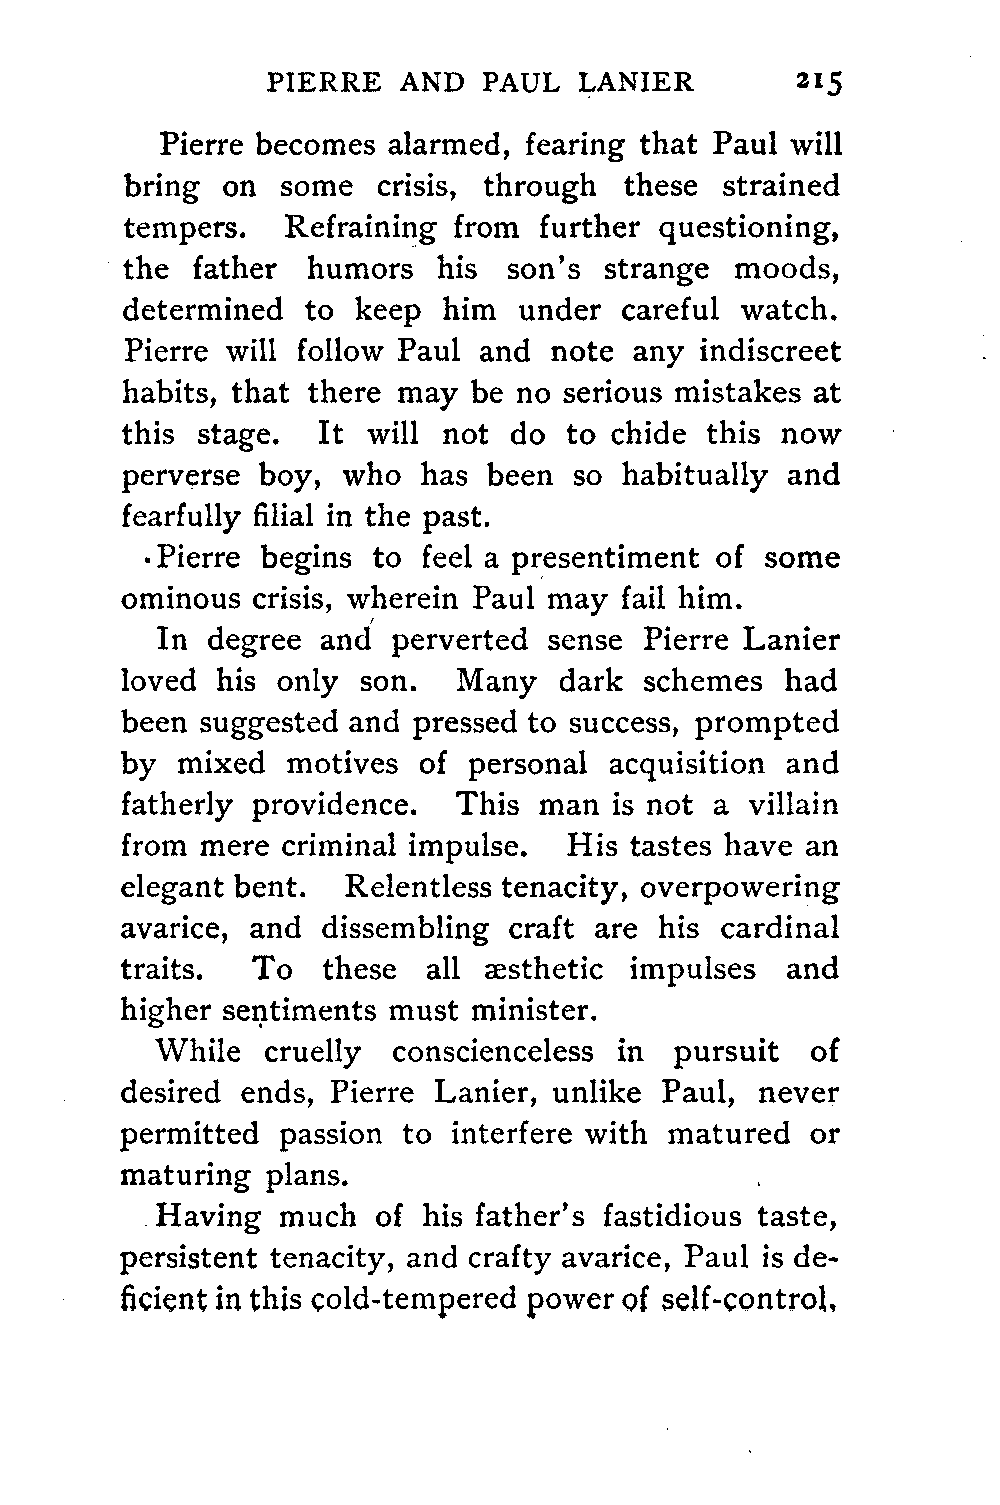 PIERRE AND PAUL LANIER 215
Pierre becomes alarmed, fearing that Paul will
bring on some crisis, through these strained
tempers. Refraining from further questioning,
the father humors his son's strange moods,
determined to keep him under careful watch.
Pierre will follow Paul and note any indiscreet
habits, that there may be no serious mistakes at
this stage. It will not do to chide this now
perverse boy, who has been so habitually and
fearfully filial in the past.
Pierre begins to feel a presentiment of some
ominous crisis, wherein Paul may fail him.
In degree and perverted sense Pierre Lanier
loved his only son. Many dark schemes had
been suggested and pressed to success, prompted
by mixed motives of personal acquisition and
fatherly providence. This man is not a villain
from mere criminal impulse. His tastes have an
elegant bent. Relentless tenacity, overpowering
avarice, and dissembling craft are his cardinal
traits. To these all æsthetic impulses and
higher sentiments must minister.
While cruelly conscienceless in pursuit of
desired ends, Pierre Lanier, unlike Paul, never
permitted passion to interfere with matured or
maturing plans.
Having much of his father's fastidious taste,
persistent tenacity, and crafty avarice, Paul is de-
ficient in this cold-tempered power of self-control,